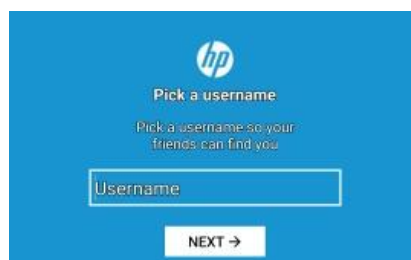 hp
Pick a username
Pick a username so your
friends can find you
Username
NEXT →